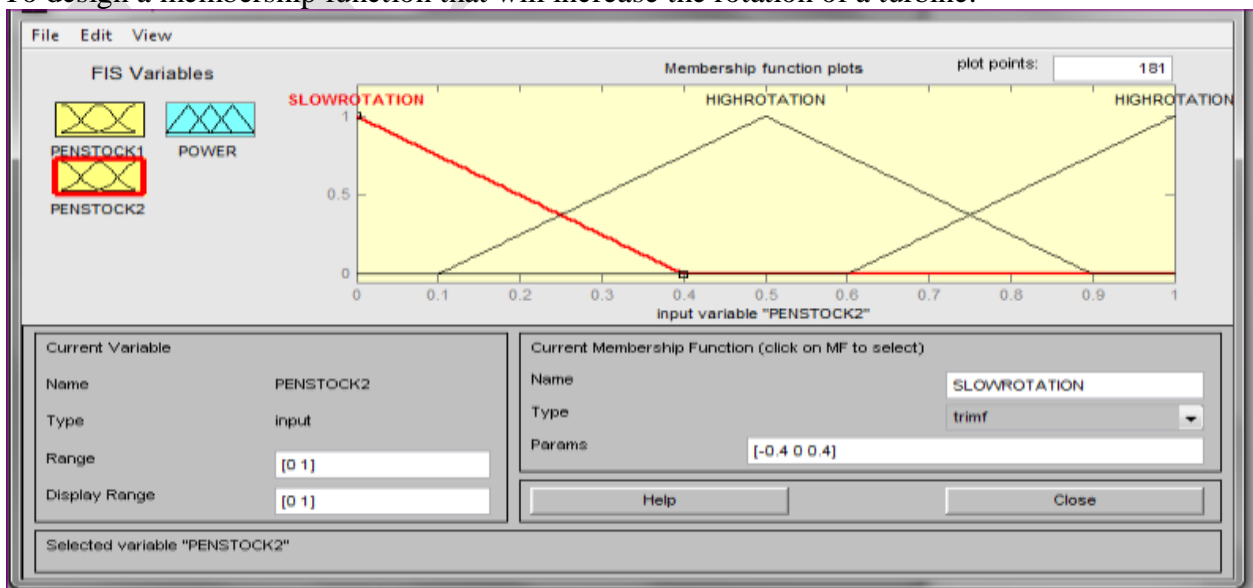 To design a membership function that will increase the rotation of a turbine.
File Edit View
FIS Variables
PENSTOCK1 POWER
PENSTOCK2
Membership function plots plot points: 181
SLOWROTATION HIGHROTATION HIGHROTATION
1
0.5
0
0 0.1 0.2 0.3 0.4 0.5 0.6 0.7 0.8 0.9 1
input variable "PENSTOCK2"
Current Variable
Name PENSTOCK2
Type input
Range [0 1]
Display Range [0 1]
Current Membership Function (click on MF to select)
Name SLOWROTATION
Type trimf
Params [-0.4 0 0.4]
Help Close
Selected variable "PENSTOCK2"